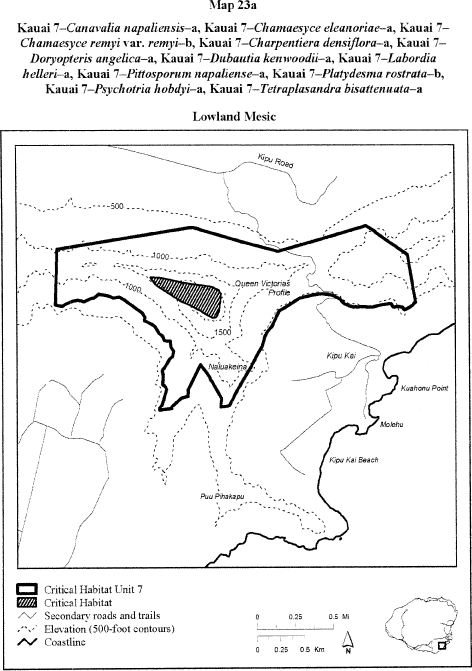 Map 23a
Kauai 7–Canavalia napaliensis–a, Kauai 7–Chamaesyce eleanoriae–a, Kauai 7–
Chamaesyce remyi var. remyi–b, Kauai 7–Charpentiera densiflora–a, Kauai 7–
Doryopteris angelica–a, Kauai 7–Dubautia kenwoodii–a, Kauai 7–Labordia
helleri–a, Kauai 7–Pittosporum napaliense–a, Kauai 7–Platydesma rostrata–b,
Kauai 7–Psychotria hobdyi–a, Kauai 7–Tetraplasandra bisattenuata–a
Lowland Mesic
Kipu Road
500
1000
1000
Queen Victorias
Profile
1500
Naluakeina
Kipu Kai
Kuahonu Point
Molehu
Kipu Kai Beach
Puu Pihakapu
Critical Habitat Unit 7
Critical Habitat
Secondary roads and trails
Elevation (500-foot contours)
Coastline
0 0.25 0.5 Mi
0 0.25 0.5 Km
N